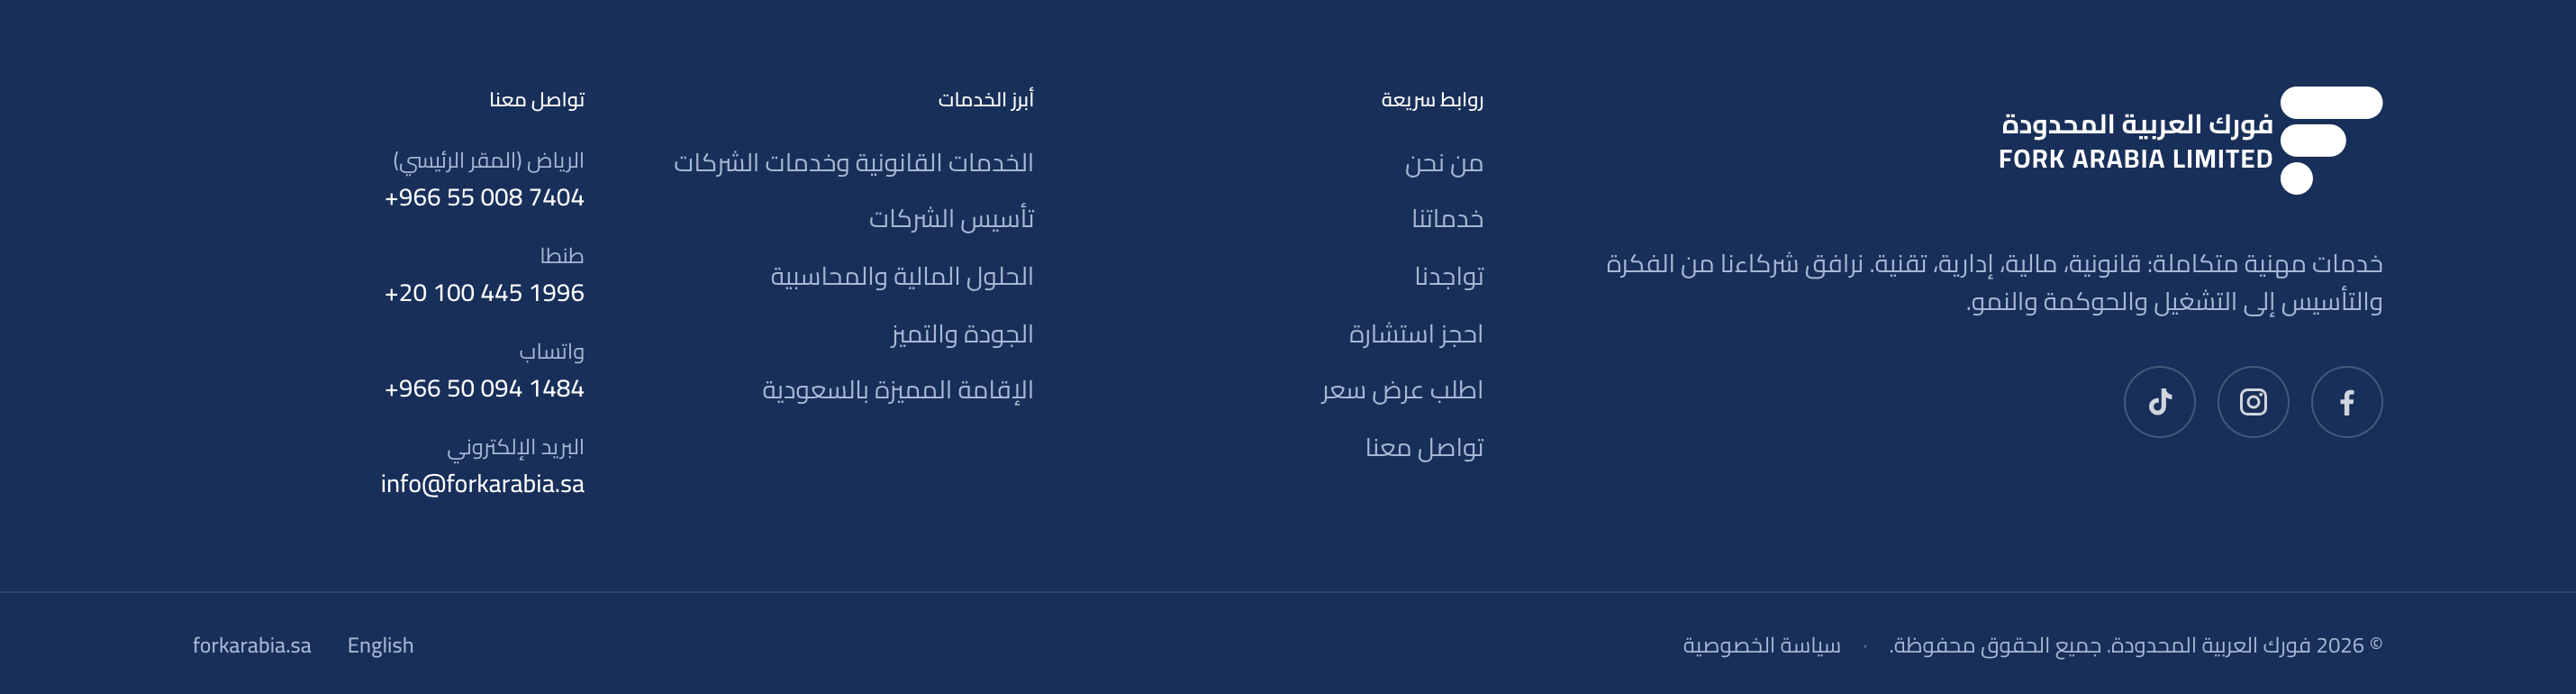 فورك العربية المحدودة
FORK ARABIA LIMITED
خدمات مهنية متكاملة: قانونية، مالية، إدارية، تقنية. نرافق شركاءنا من الفكرة
والتأسيس إلى التشغيل والحوكمة والنمو.
روابط سريعة
من نحن
خدماتنا
تواجدنا
احجز استشارة
اطلب عرض سعر
تواصل معنا
أبرز الخدمات
الخدمات القانونية وخدمات الشركات
تأسيس الشركات
الحلول المالية والمحاسبية
الجودة والتميز
الإقامة المميزة بالسعودية
تواصل معنا
الرياض (المقر الرئيسي)
+966 55 008 7404
طنطا
+20 100 445 1996
واتساب
+966 50 094 1484
البريد الإلكتروني
info@forkarabia.sa
© 2026 فورك العربية المحدودة. جميع الحقوق محفوظة. · سياسة الخصوصية
English
forkarabia.sa